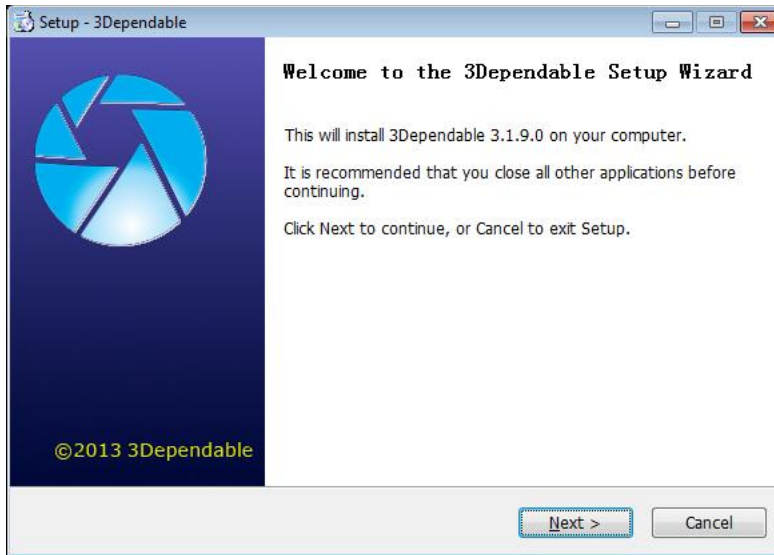 Setup - 3Dependable
Welcome to the 3Dependable Setup Wizard
This will install 3Dependable 3.1.9.0 on your computer.
It is recommended that you close all other applications before
continuing.
Click Next to continue, or Cancel to exit Setup.
©2013 3Dependable
Next >
Cancel